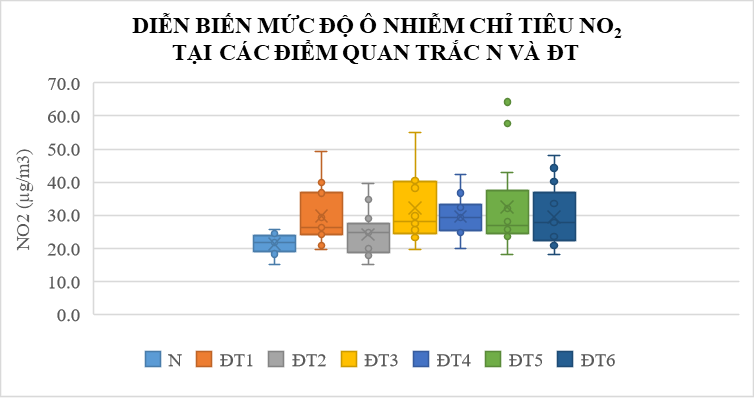 DIỄN BIẾN MỨC ĐỘ Ô NHIỄM CHỈ TIÊU NO₂
TẠI CÁC ĐIỂM QUAN TRẮC N VÀ ĐT
NO2 (µg/m3)
70.0
60.0
50.0
40.0
30.0
20.0
10.0
0.0
N ĐT1 ĐT2 ĐT3 ĐT4 ĐT5 ĐT6